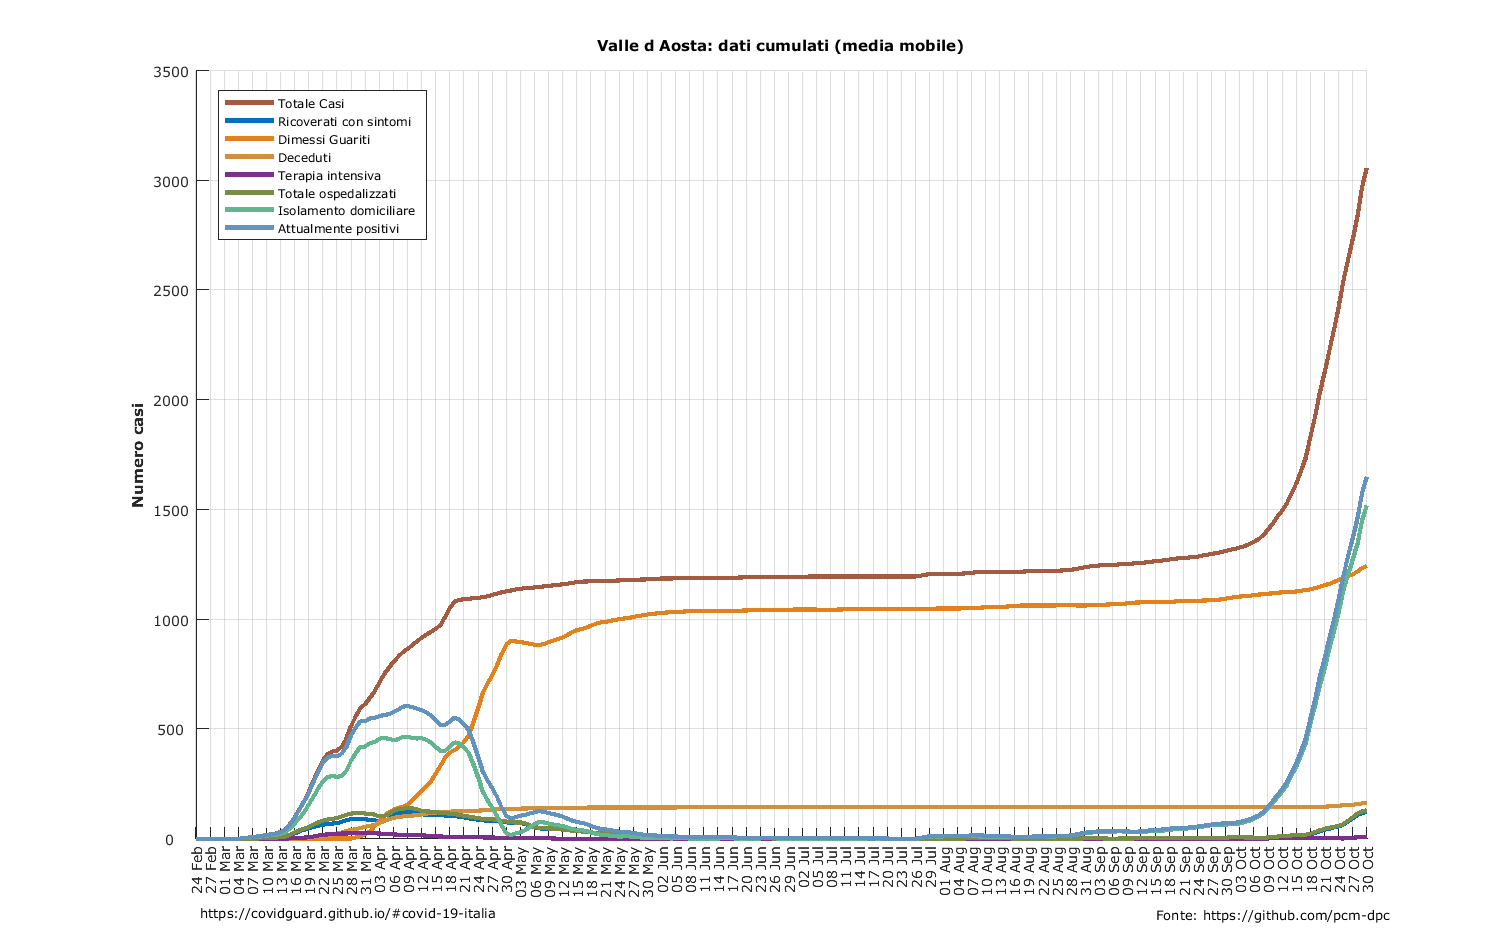 Valle d Aosta: dati cumulati (media mobile)
3500
3000
2500
2000
1500
1000
500
0
Numero casi
Totale Casi
Ricoverati con sintomi
Dimessi Guariti
Deceduti
Terapia intensiva
Totale ospedalizzati
Isolamento domiciliare
Attualmente positivi
24 Feb
27 Feb
01 Mar
04 Mar
07 Mar
10 Mar
13 Mar
16 Mar
19 Mar
22 Mar
25 Mar
28 Mar
31 Mar
03 Apr
06 Apr
09 Apr
12 Apr
15 Apr
18 Apr
21 Apr
24 Apr
27 Apr
30 Apr
03 May
06 May
09 May
12 May
15 May
18 May
21 May
24 May
27 May
30 May
02 Jun
05 Jun
08 Jun
11 Jun
14 Jun
17 Jun
20 Jun
23 Jun
26 Jun
29 Jun
02 Jul
05 Jul
08 Jul
11 Jul
14 Jul
17 Jul
20 Jul
23 Jul
26 Jul
29 Jul
01 Aug
04 Aug
07 Aug
10 Aug
13 Aug
16 Aug
19 Aug
22 Aug
25 Aug
28 Aug
31 Aug
03 Sep
06 Sep
09 Sep
12 Sep
15 Sep
18 Sep
21 Sep
24 Sep
27 Sep
30 Sep
03 Oct
06 Oct
09 Oct
12 Oct
15 Oct
18 Oct
21 Oct
24 Oct
27 Oct
30 Oct
https://covidguard.github.io/#covid-19-italia
Fonte: https://github.com/pcm-dpc